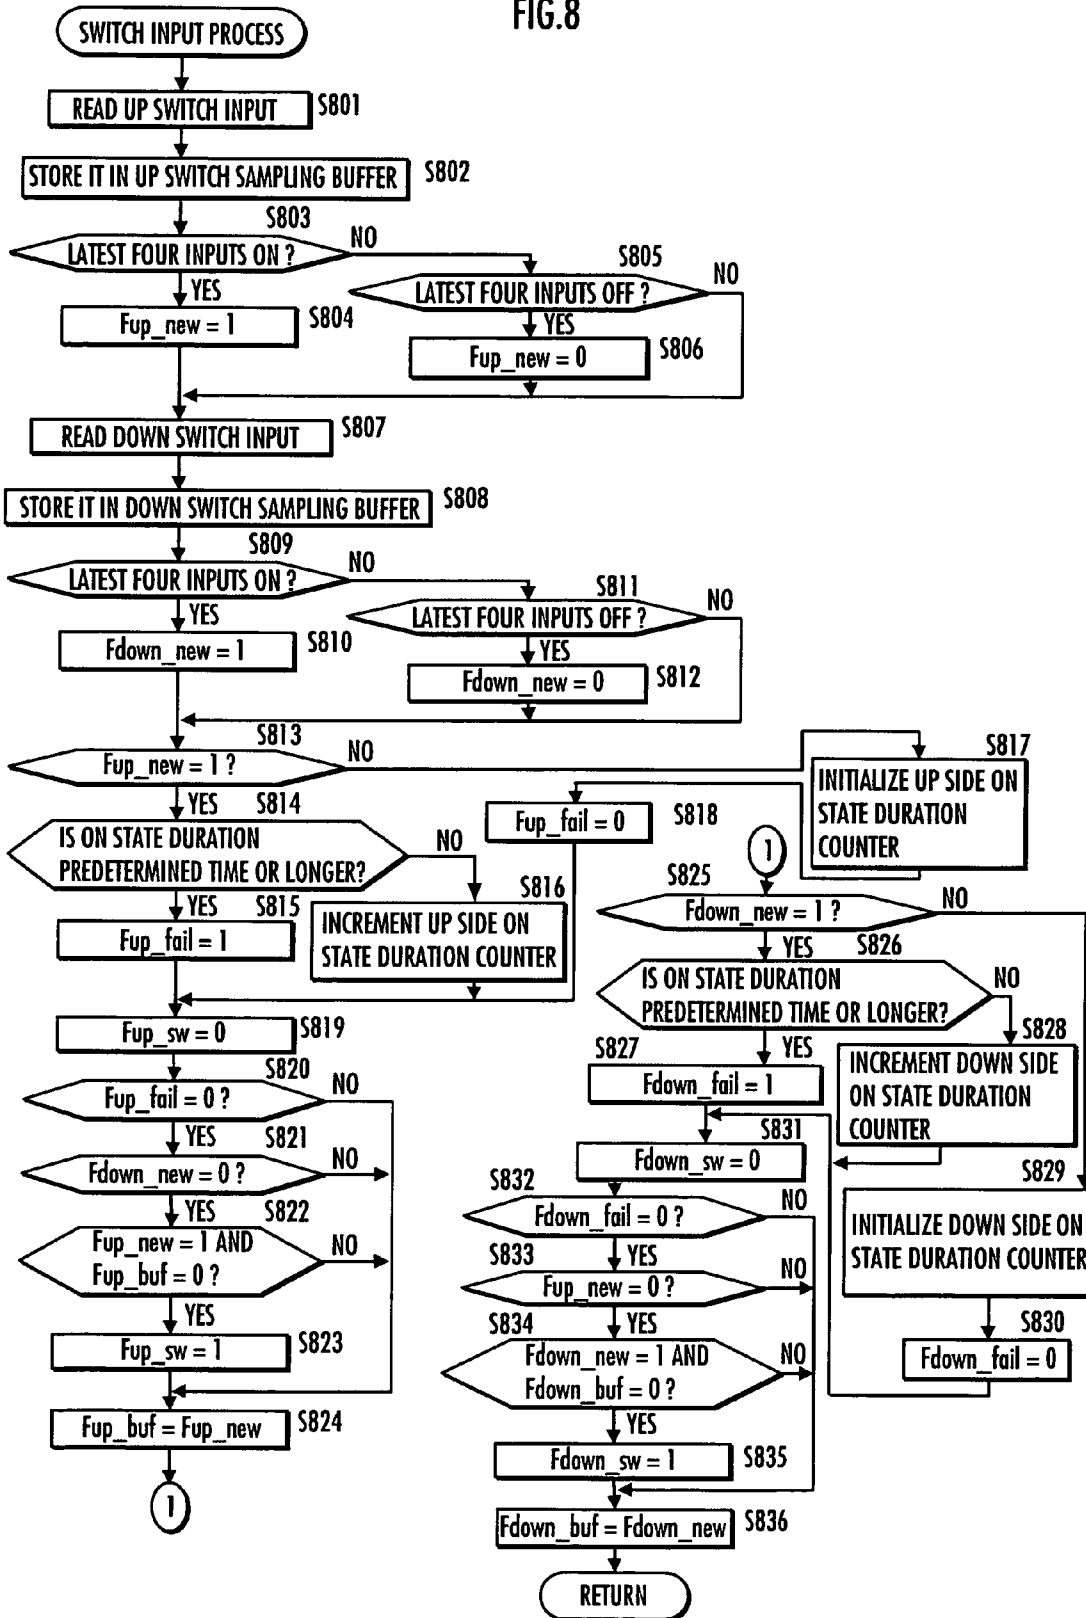 FIG.8
SWITCH INPUT PROCESS
READ UP SWITCH INPUT
S801
STORE IT IN UP SWITCH SAMPLING BUFFER
S802
S803
LATEST FOUR INPUTS ON ?
NO
YES
S805
LATEST FOUR INPUTS OFF ?
NO
YES
Fup_new = 1
S804
Fup_new = 0
S806
READ DOWN SWITCH INPUT
S807
STORE IT IN DOWN SWITCH SAMPLING BUFFER
S808
S809
LATEST FOUR INPUTS ON ?
NO
YES
S811
LATEST FOUR INPUTS OFF ?
NO
YES
Fdown_new = 1
S810
Fdown_new = 0
S812
S813
Fup_new = 1 ?
NO
YES
S814
IS ON STATE DURATION
PREDETERMINED TIME OR LONGER?
NO
YES
S815
Fup_fail = 1
S816
INCREMENT UP SIDE ON
STATE DURATION COUNTER
S817
INITIALIZE UP SIDE ON
STATE DURATION
COUNTER
Fup_fail = 0
S818
Fup_sw = 0
S819
S820
Fup_fail = 0 ?
NO
YES
S821
Fdown_new = 0 ?
NO
YES
S822
Fup_new = 1 AND
Fup_buf = 0 ?
NO
YES
Fup_sw = 1
S823
Fup_buf = Fup_new
S824
1
1
S825
Fdown_new = 1 ?
NO
YES
S826
IS ON STATE DURATION
PREDETERMINED TIME OR LONGER?
NO
YES
S827
Fdown_fail = 1
S828
INCREMENT DOWN SIDE
ON STATE DURATION
COUNTER
S829
INITIALIZE DOWN SIDE ON
STATE DURATION COUNTER
S830
Fdown_fail = 0
S831
Fdown_sw = 0
S832
Fdown_fail = 0 ?
NO
YES
S833
Fup_new = 0 ?
NO
YES
S834
Fdown_new = 1 AND
Fdown_buf = 0 ?
NO
YES
Fdown_sw = 1
S835
Fdown_buf = Fdown_new
S836
RETURN